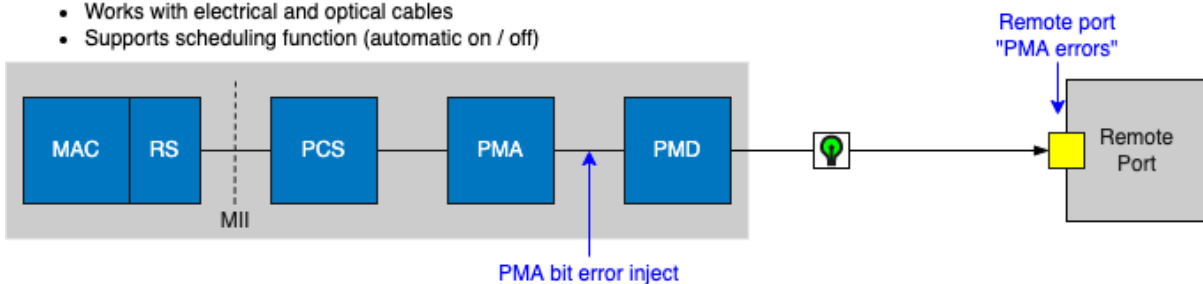 • Works with electrical and optical cables
• Supports scheduling function (automatic on / off)
Remote port
"PMA errors"
MAC
RS
PCS
PMA
PMD
Remote
Port
MII
PMA bit error inject